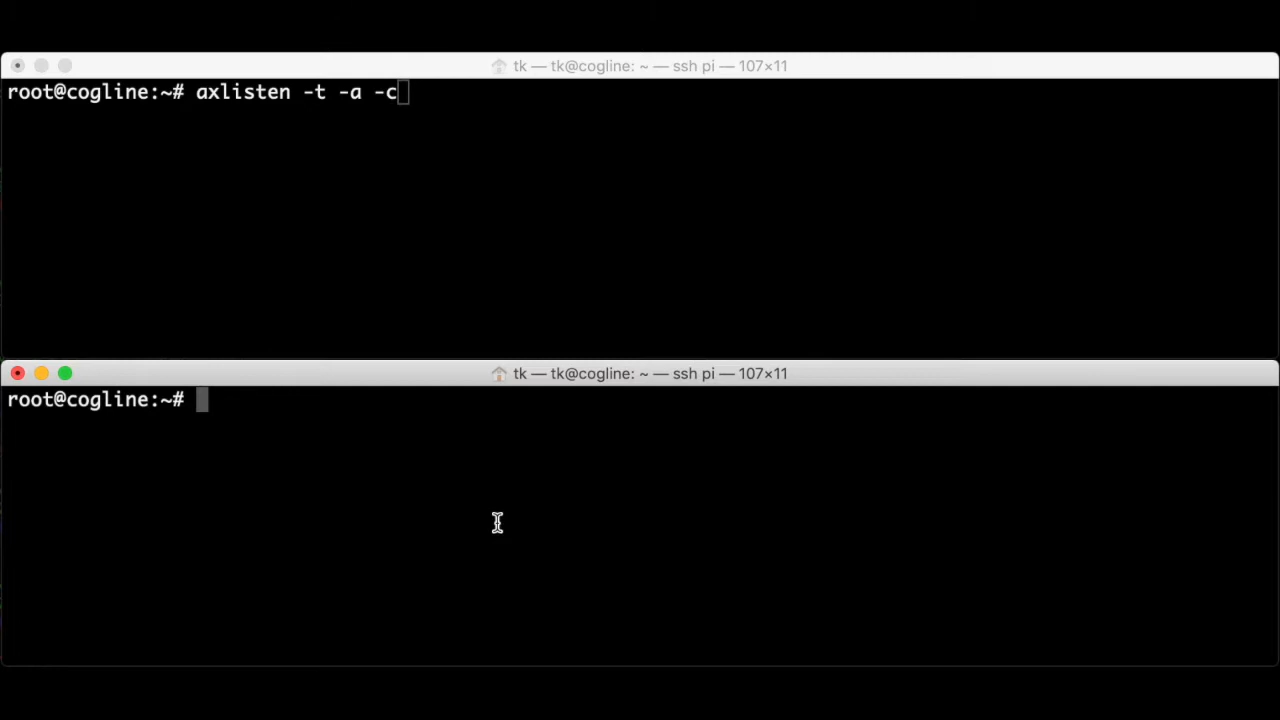 tk — tk@cogline: ~ — ssh pi — 107×11
root@cogline:~# axlisten -t -a -c
tk — tk@cogline: ~ — ssh pi — 107×11
root@cogline:~#